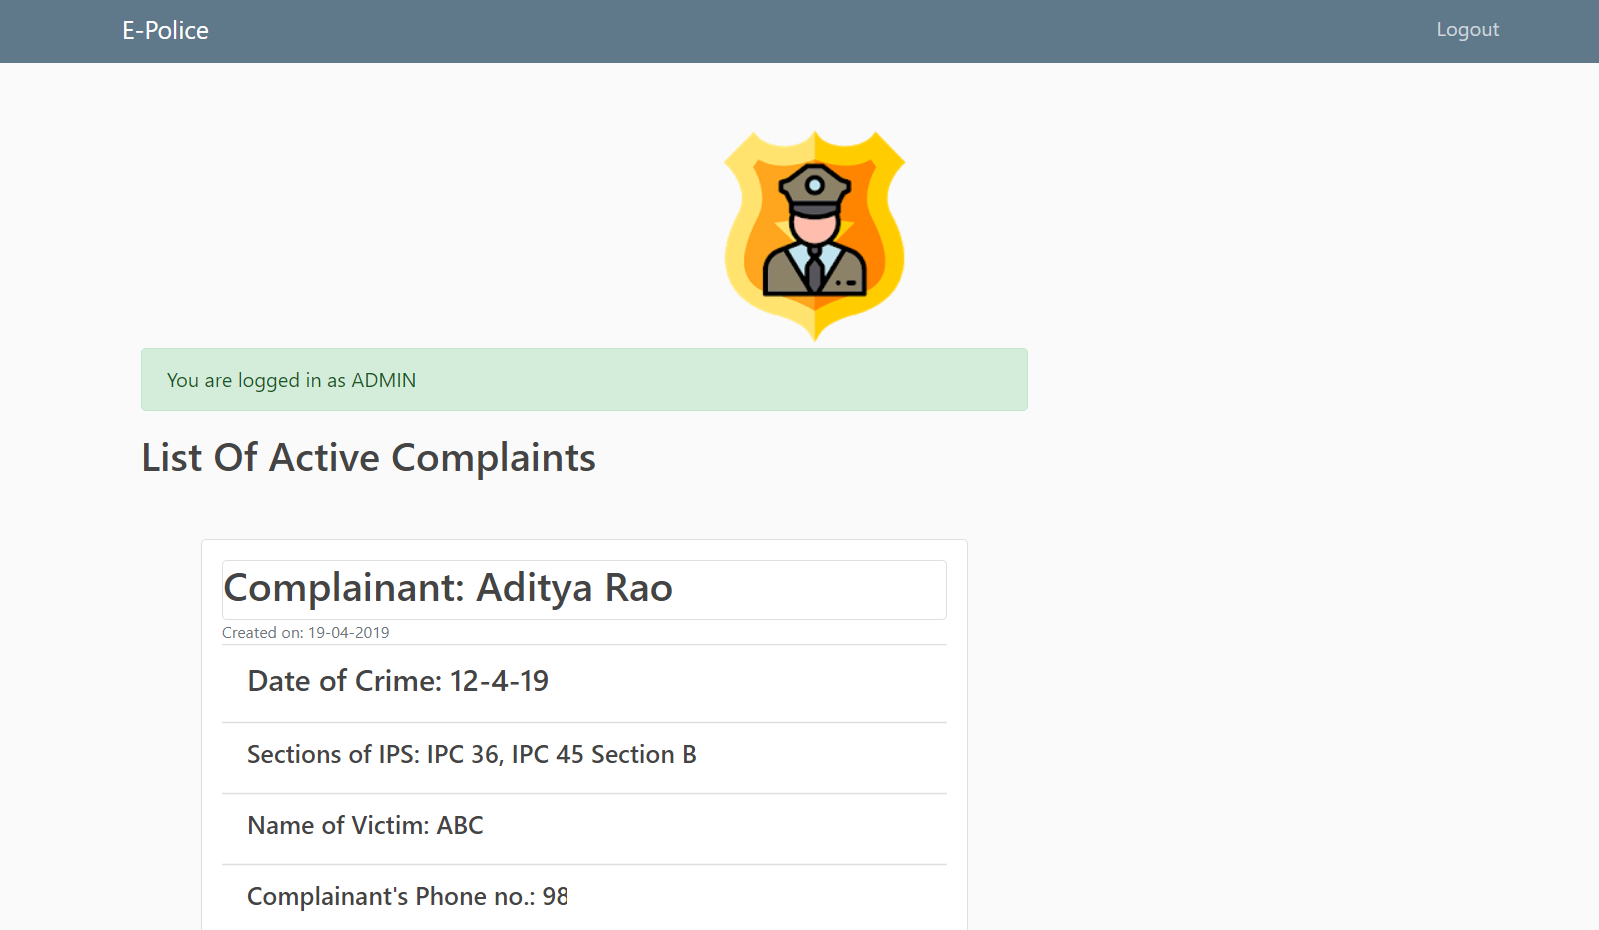 E-Police
Logout
You are logged in as ADMIN
List Of Active Complaints
Complainant: Aditya Rao
Created on: 19-04-2019
Date of Crime: 12-4-19
Sections of IPS: IPC 36, IPC 45 Section B
Name of Victim: ABC
Complainant's Phone no.: 98